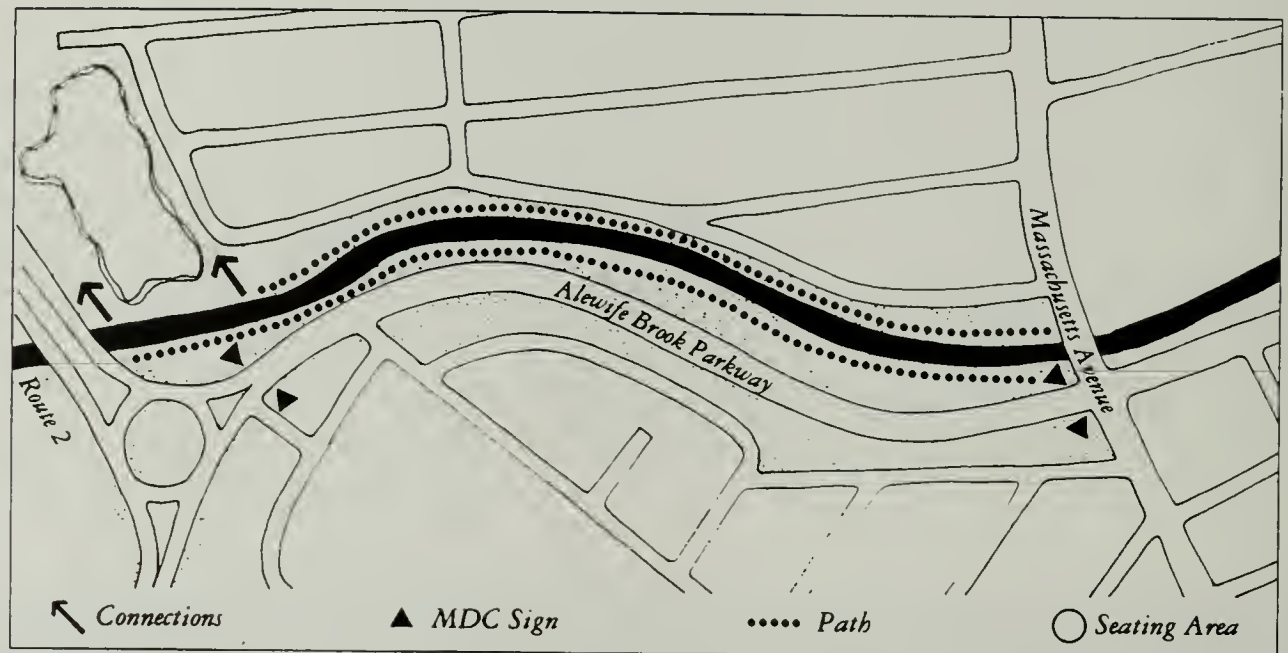 Massachusetts Avenue
Alewife Brook Parkway
Route 2
Connections
MDC Sign
Path
Seating Area